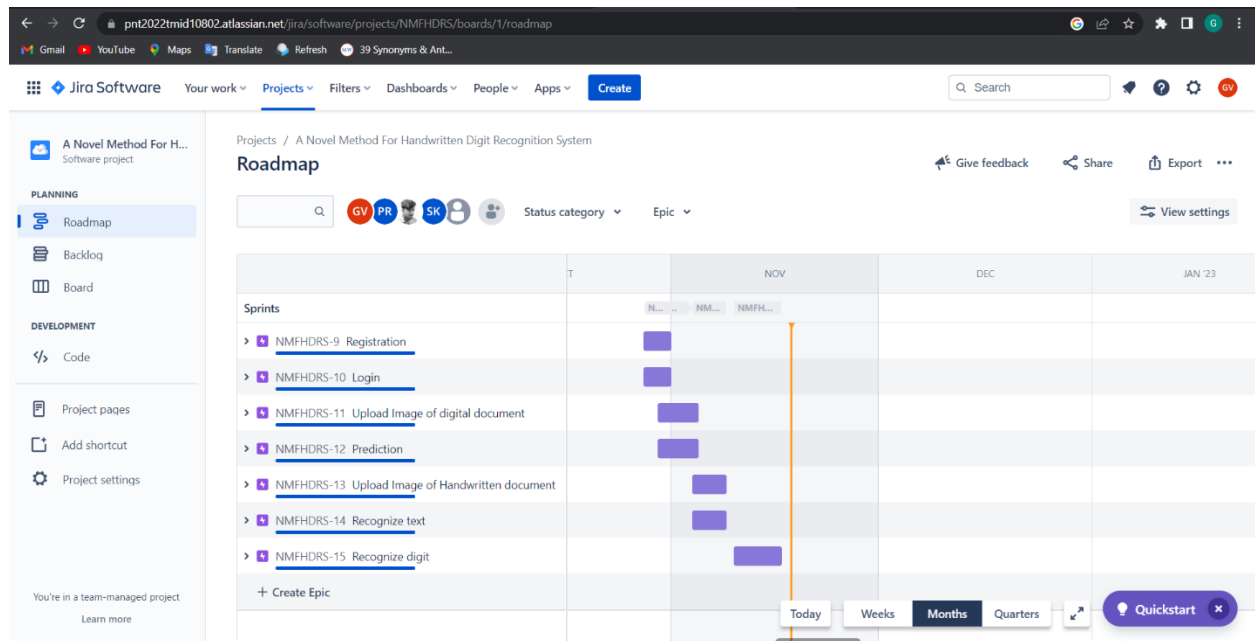 pnt2022tmid10802.atlassian.net/jira/software/projects/NMFHDRS/boards/1/roadmap
G
Gmail YouTube Maps Translate Refresh 39 Synonyms & Ant...
Jira Software Your work Projects Filters Dashboards People Apps Create Search GV
A Novel Method For H...
Software project
PLANNING
Roadmap
Backlog
Board
DEVELOPMENT
Code
Project pages
Add shortcut
Project settings
You're in a team-managed project
Learn more
Projects / A Novel Method For Handwritten Digit Recognition System
Roadmap
Give feedback Share Export
GV PR SK Status category Epic View settings
T NOV DEC JAN '23
Sprints N... .. NM... NMFH...
NMFHDRS-9 Registration
NMFHDRS-10 Login
NMFHDRS-11 Upload Image of digital document
NMFHDRS-12 Prediction
NMFHDRS-13 Upload Image of Handwritten document
NMFHDRS-14 Recognize text
NMFHDRS-15 Recognize digit
+ Create Epic
Today Weeks Months Quarters Quickstart